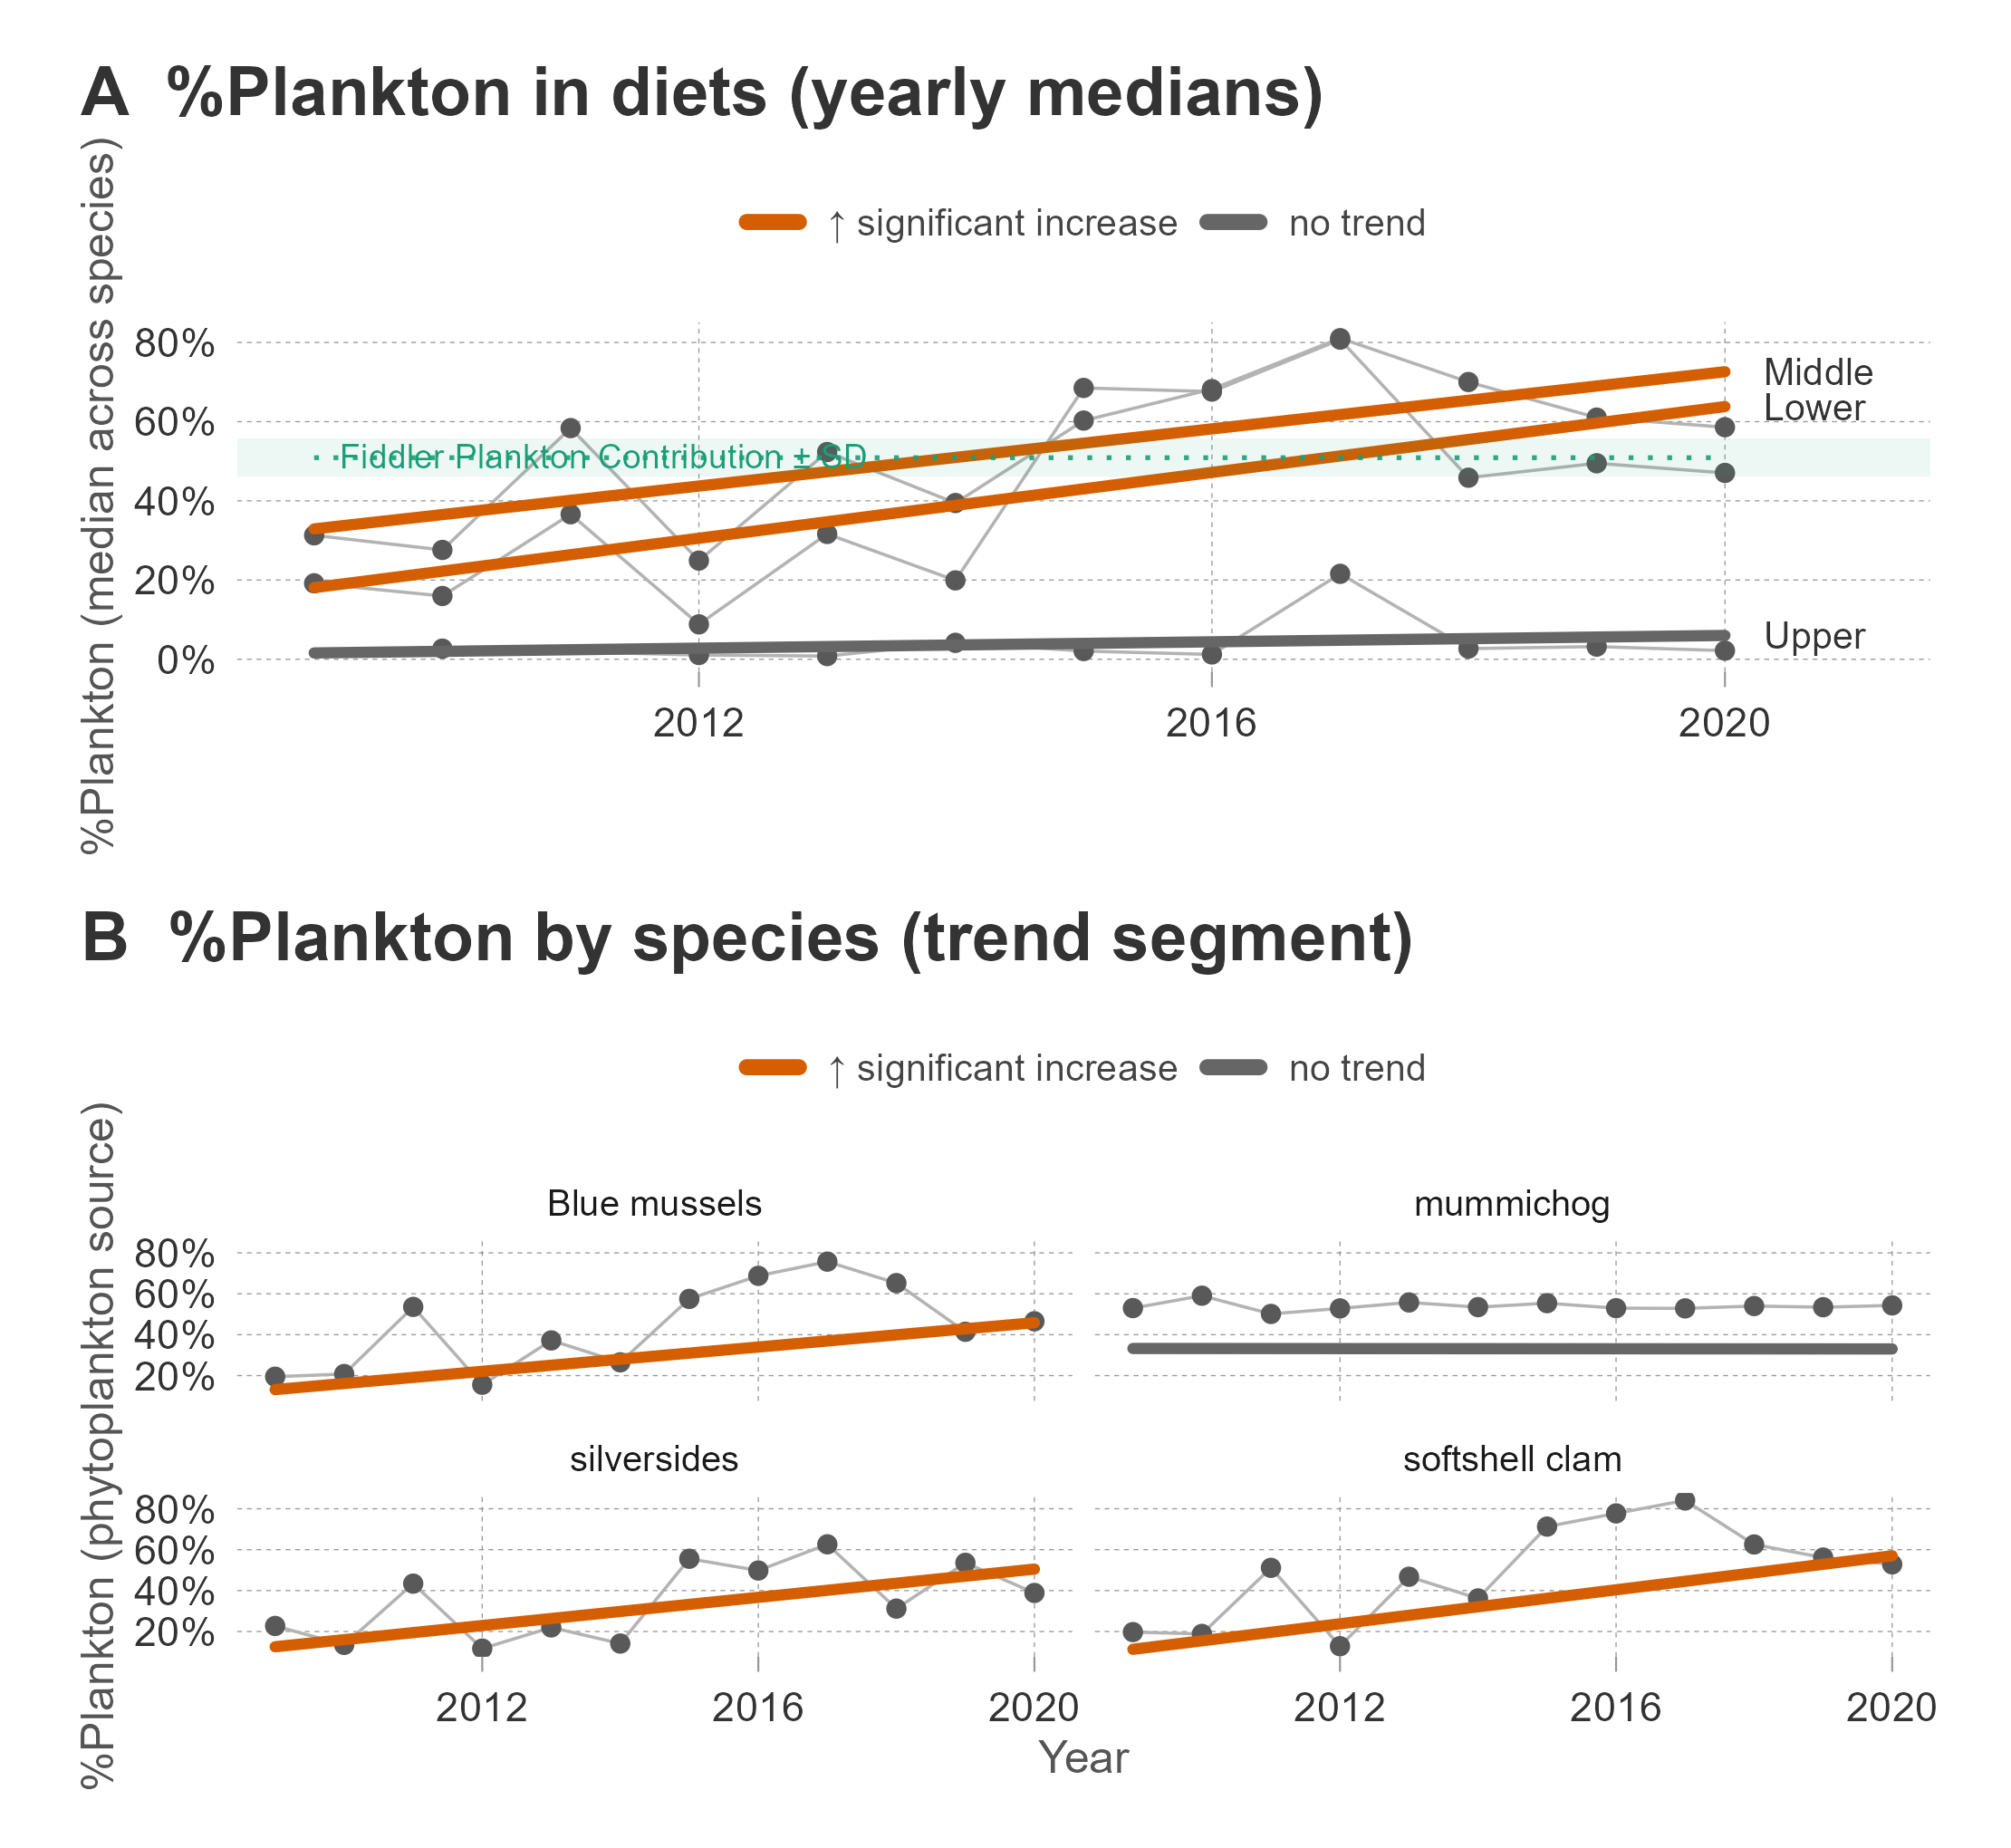 A %Plankton in diets (yearly medians)
↑ significant increase no trend
%Plankton (median across species)
80%
60%
40%
20%
0%
Fiddler Plankton Contribution ± SD
Middle
Lower
Upper
2012 2016 2020
B %Plankton by species (trend segment)
↑ significant increase no trend
%Plankton (phytoplankton source)
Blue mussels mummichog
80%
60%
40%
20%
silversides softshell clam
80%
60%
40%
20%
2012 2016 2020 2012 2016 2020
Year